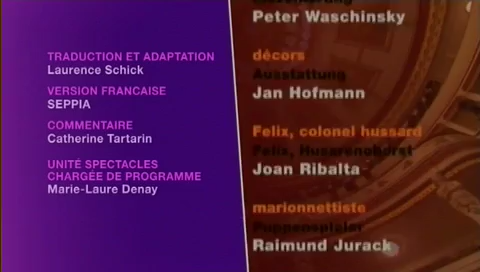 TRADUCTION ET ADAPTATION
Laurence Schick
VERSION FRANCAISE
SEPPIA
COMMENTAIRE
Catherine Tartarin
UNITÉ SPECTACLES
CHARGÉE DE PROGRAMME
Marie-Laure Denay
Peter Waschinsky
décors
Ausstattung
Jan Hofmann
Felix, colonel hussard
Felix, Husarenobrist
Joan Ribalta
marionnettiste
Puppenspieler
Raimund Jurack